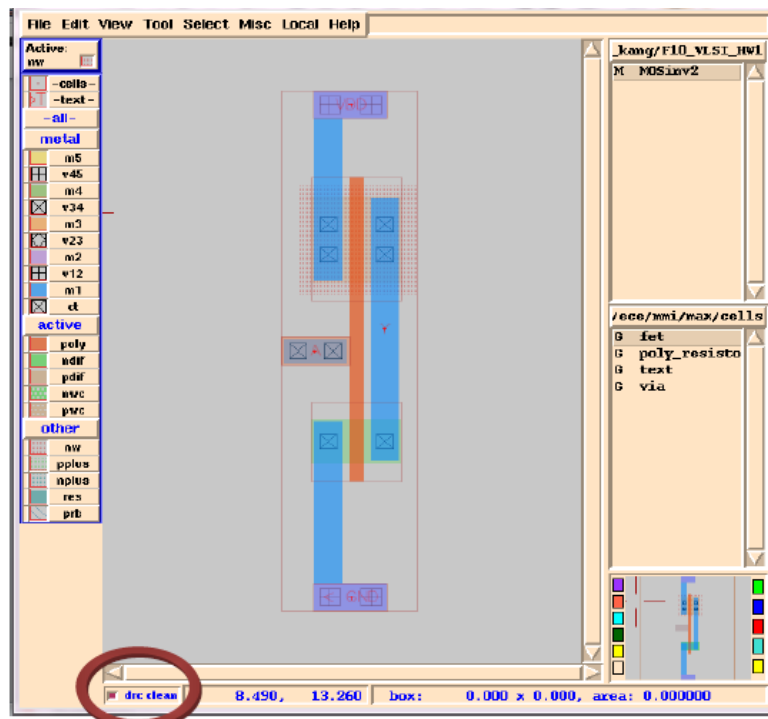 File Edit View Tool Select Misc Local Help
Active:
nw
-cells-
-text-
-all-
metal
m5
v45
m4
v34
m3
v23
m2
v12
m1
ct
active
poly
ndif
pdif
nwc
pwc
other
nw
pplus
nplus
res
prb
VDD
A
Y
GND
_kang/F10_VLSI_HW1
M MOSinv2
/ece/mmi/max/cells
G fet
G poly_resisto
G text
G via
drc clean
8.490, 13.260
box: 0.000 x 0.000, area: 0.000000